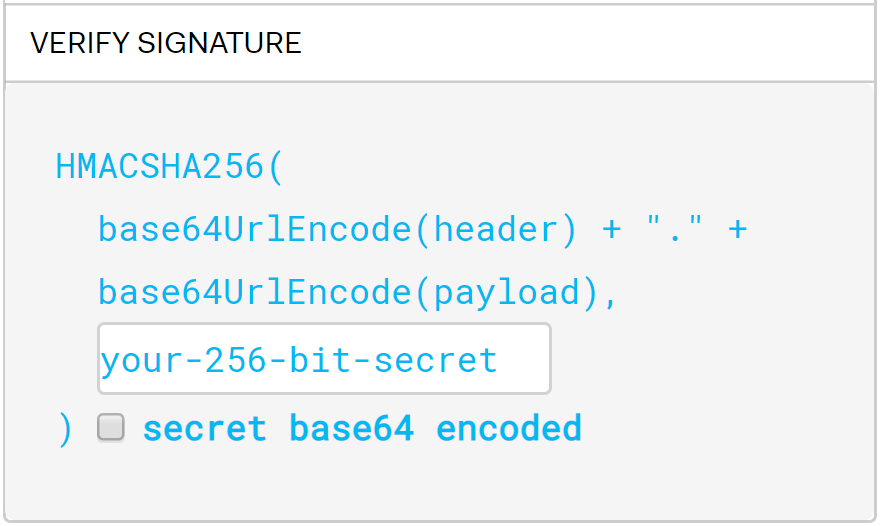 VERIFY SIGNATURE
HMACSHA256(
base64UrlEncode(header) + "." +
base64UrlEncode(payload),
your-256-bit-secret
) secret base64 encoded